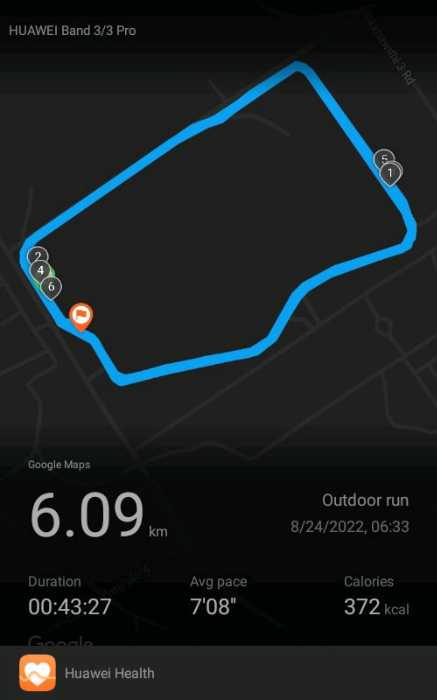 HUAWEI Band 3/3 Pro
5
1
2
4
6
Google Maps
6.09 km
Outdoor run
8/24/2022, 06:33
Duration
Avg pace
Calories
00:43:27
7'08"
372 kcal
Google
Huawei Health